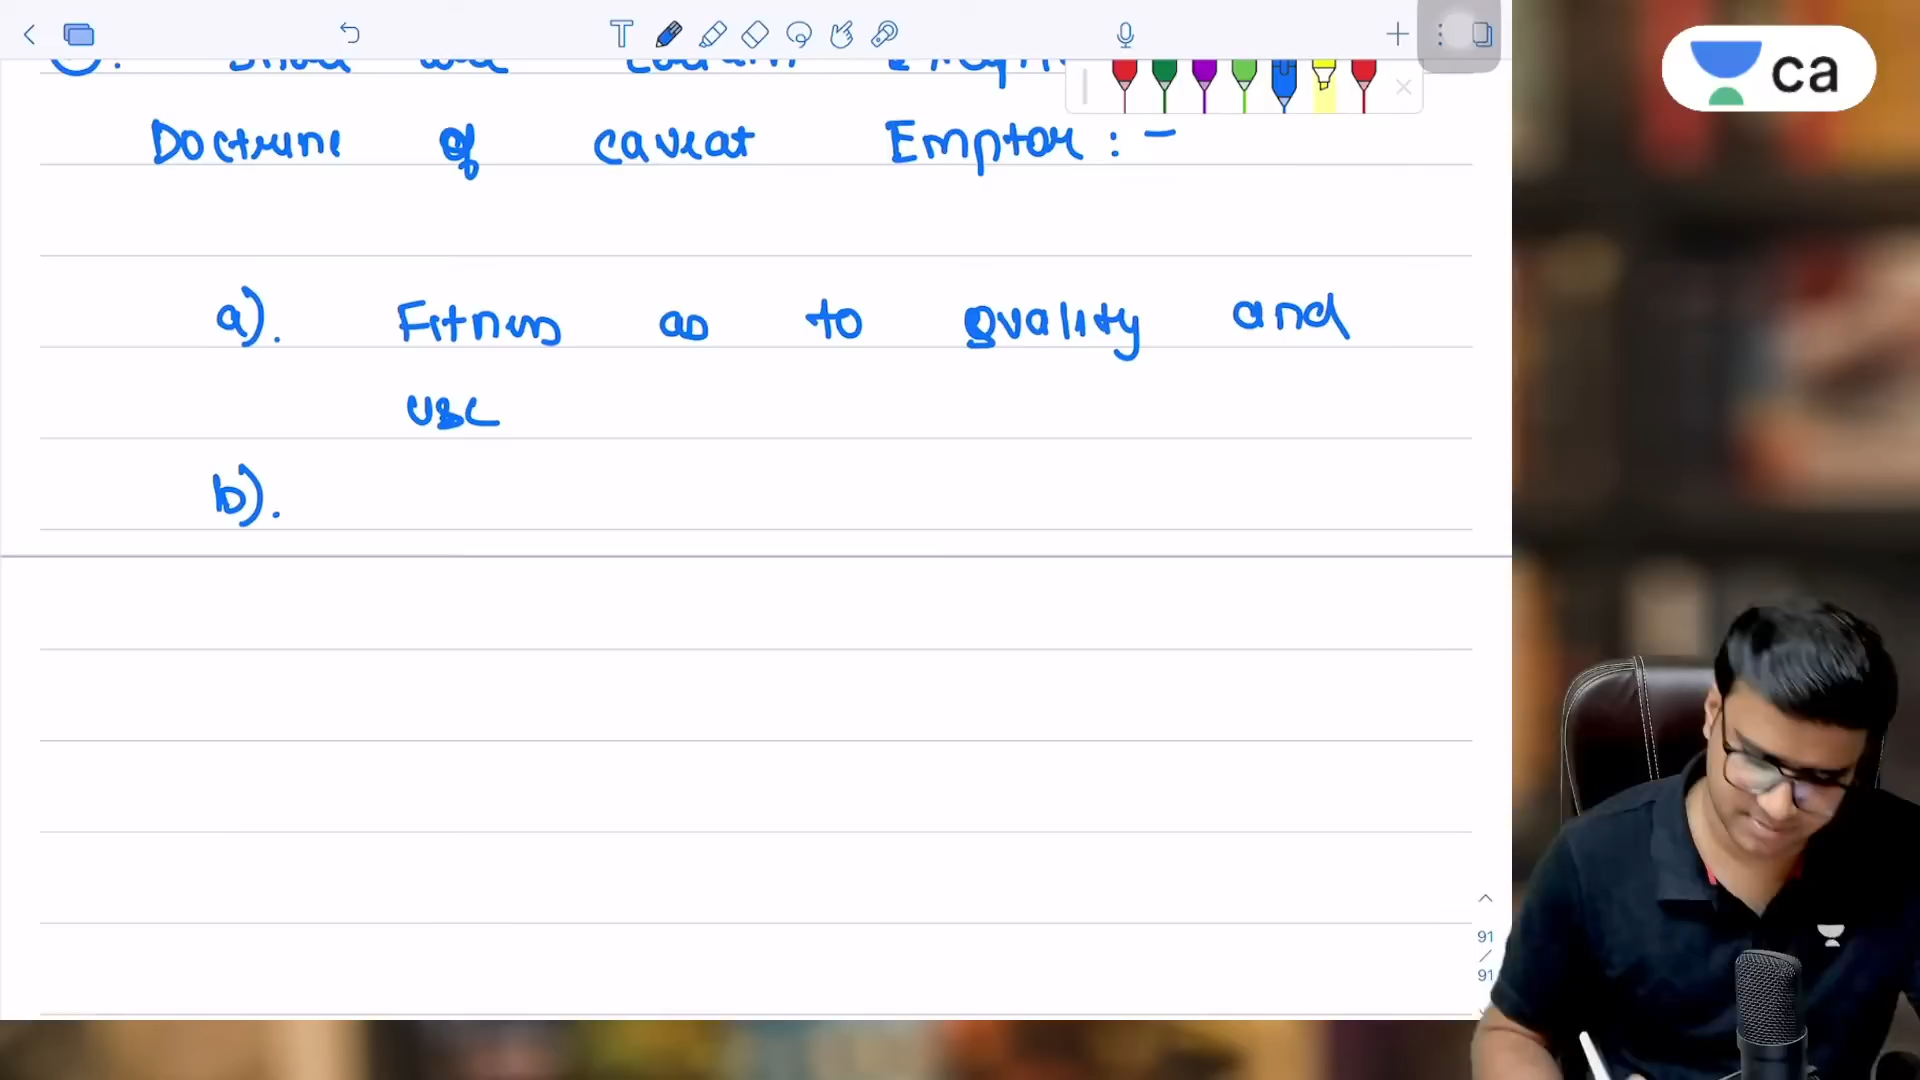 Doctrine of caveat Emptor : -
a). Fitness as to Quality and
use
b).
ca
91
91